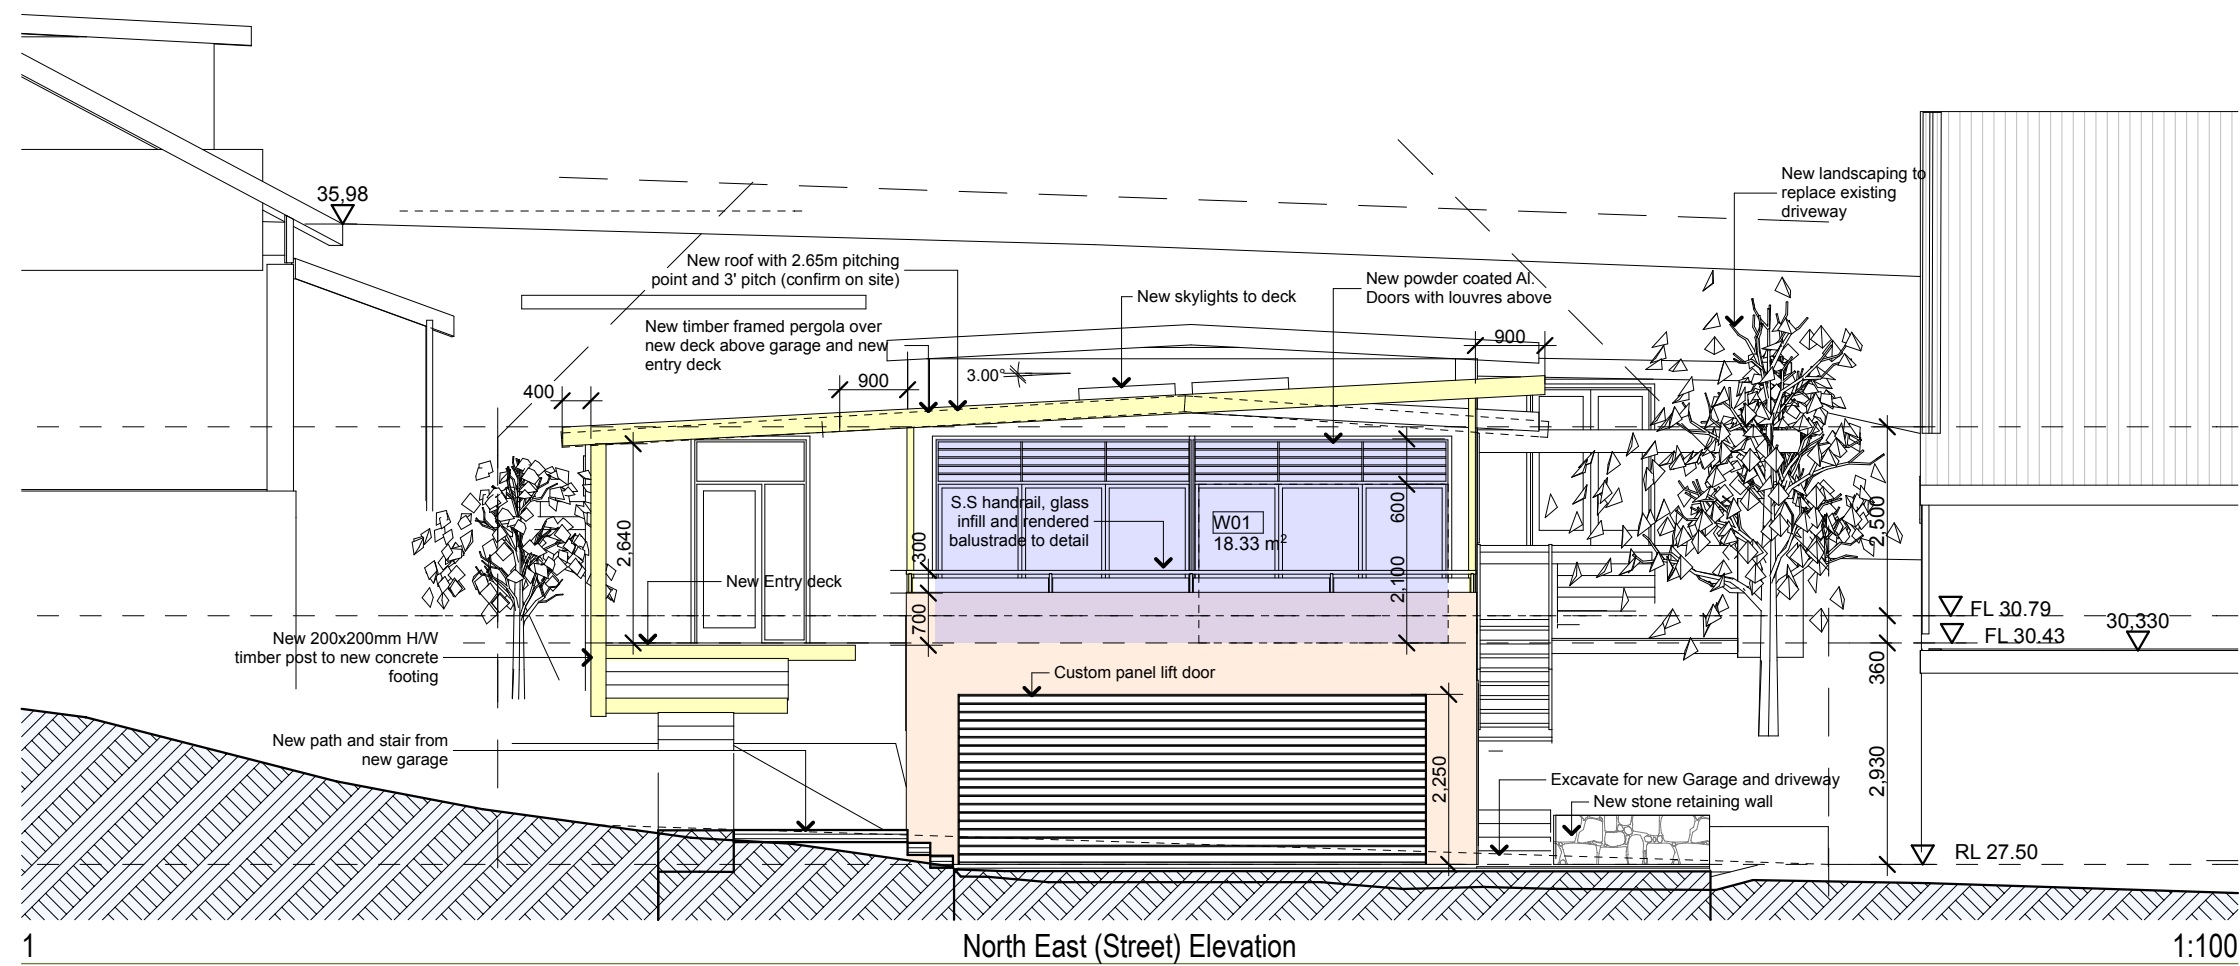 35,98
New landscaping to
replace existing
driveway
New roof with 2.65m pitching
point and 3' pitch (confirm on site)
New skylights to deck
New powder coated Al.
Doors with louvres above
New timber framed pergola over
new deck above garage and new
entry deck
900
3.00°
900
400
S.S handrail, glass
infill and rendered
balustrade to detail
W01
18.33 m²
600
2,500
2,640
300
2,100
New Entry deck
700
FL 30.79
30,330
FL 30.43
New 200x200mm H/W
timber post to new concrete
footing
360
Custom panel lift door
New path and stair from
new garage
2,250
2,930
Excavate for new Garage and driveway
New stone retaining wall
RL 27.50
1
North East (Street) Elevation
1:100